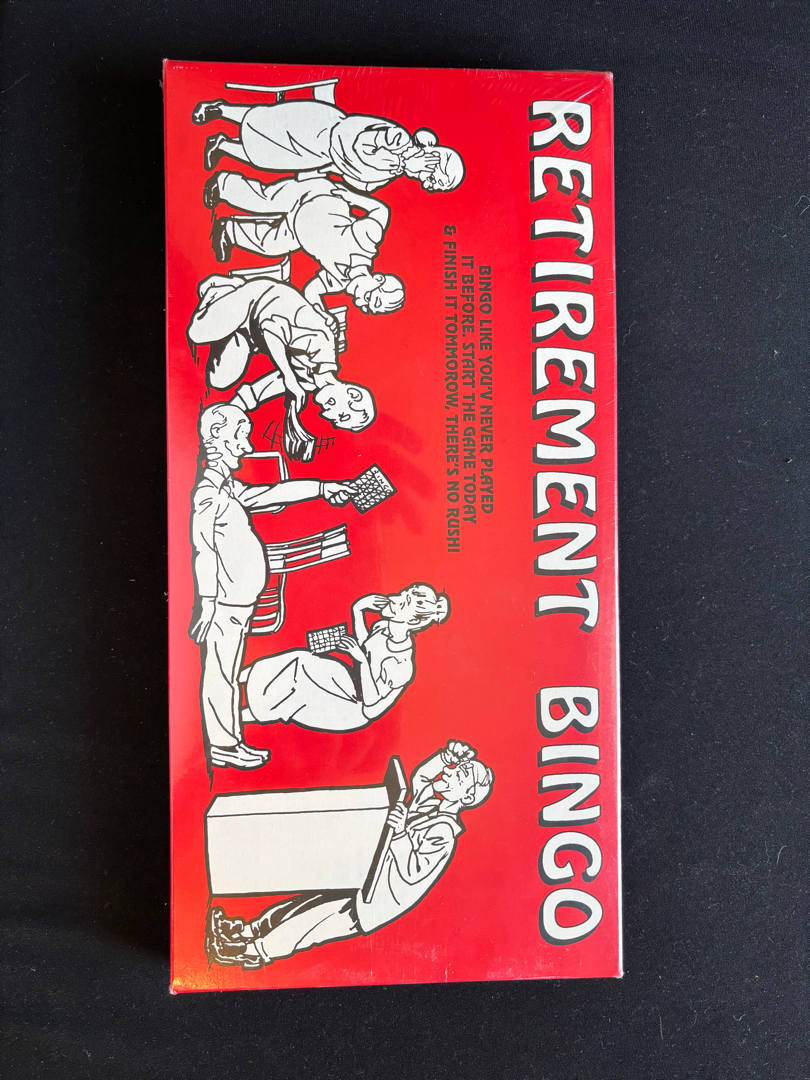 RETIREMENT BINGO
BINGO LIKE YOU'V NEVER PLAYED
IT BEFORE. START THE GAME TODAY
& FINISH IT TOMMOROW, THERE'S NO RUSH!
BINGO